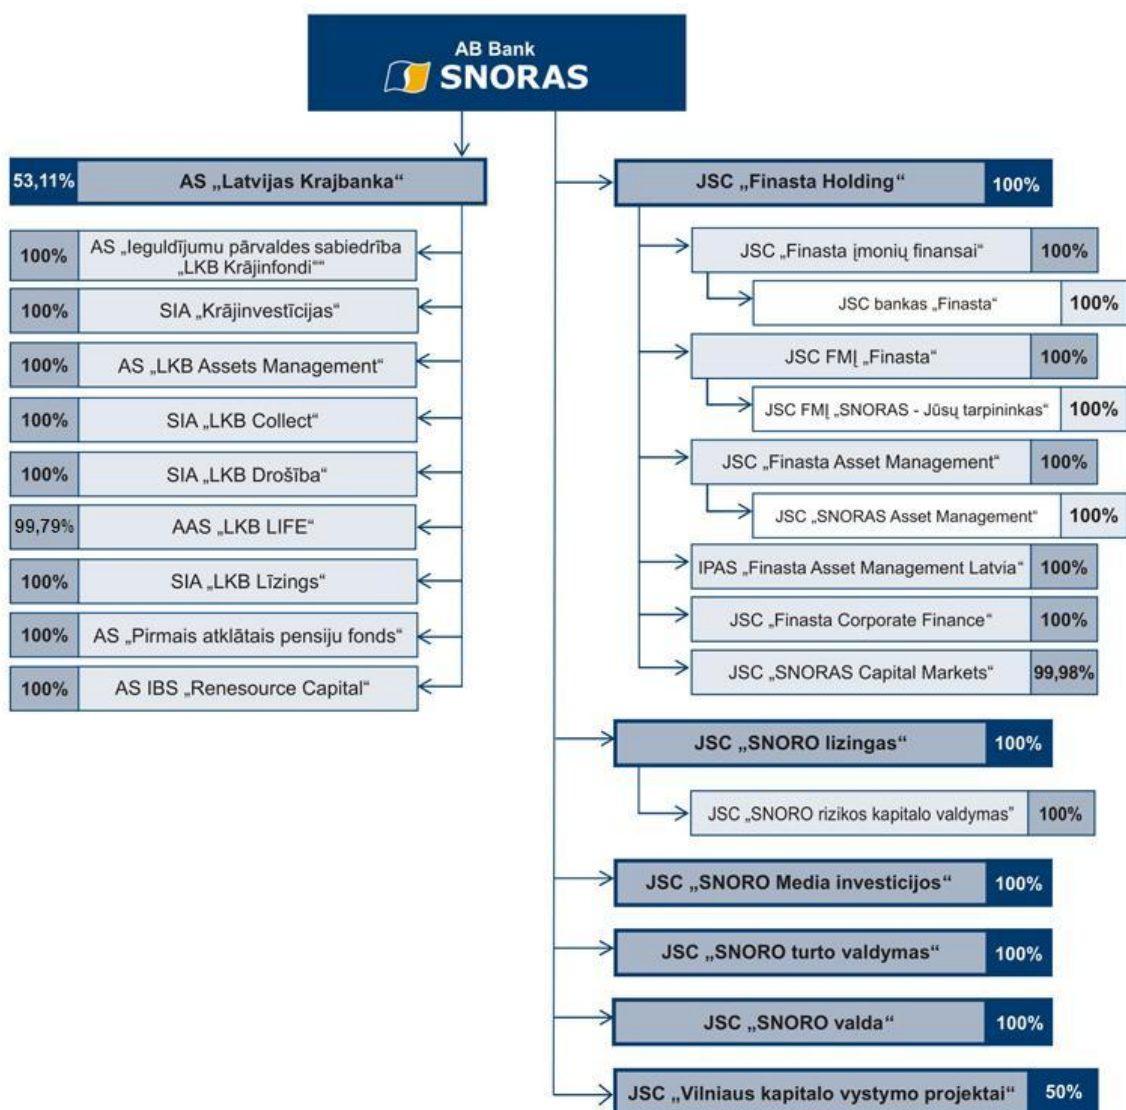 AB Bank
SNORAS
53,11% AS „Latvijas Krajbanka“
100% AS „Ieguldījumu pārvaldes sabiedrība
„LKB Krājinfondi““
100% SIA „Krājinvestīcijas“
100% AS „LKB Assets Management“
100% SIA „LKB Collect“
100% SIA „LKB Drošība“
99,79% AAS „LKB LIFE“
100% SIA „LKB Līzings“
100% AS „Pirmais atklātais pensiju fonds“
100% AS IBS „Renesource Capital“
JSC „Finasta Holding“ 100%
JSC „Finasta įmonių finansai“ 100%
JSC bankas „Finasta“ 100%
JSC FMĮ „Finasta“ 100%
JSC FMĮ „SNORAS - Jūsų tarpininkas“ 100%
JSC „Finasta Asset Management“ 100%
JSC „SNORAS Asset Management“ 100%
IPAS „Finasta Asset Management Latvia“ 100%
JSC „Finasta Corporate Finance“ 100%
JSC „SNORAS Capital Markets“ 99,98%
JSC „SNORO lizingas“ 100%
JSC „SNORO rizikos kapitalo valdymas” 100%
JSC „SNORO Media investicijos“ 100%
JSC „SNORO turto valdymas“ 100%
JSC „SNORO valda“ 100%
JSC „Vilniaus kapitalo vystymo projektai“ 50%